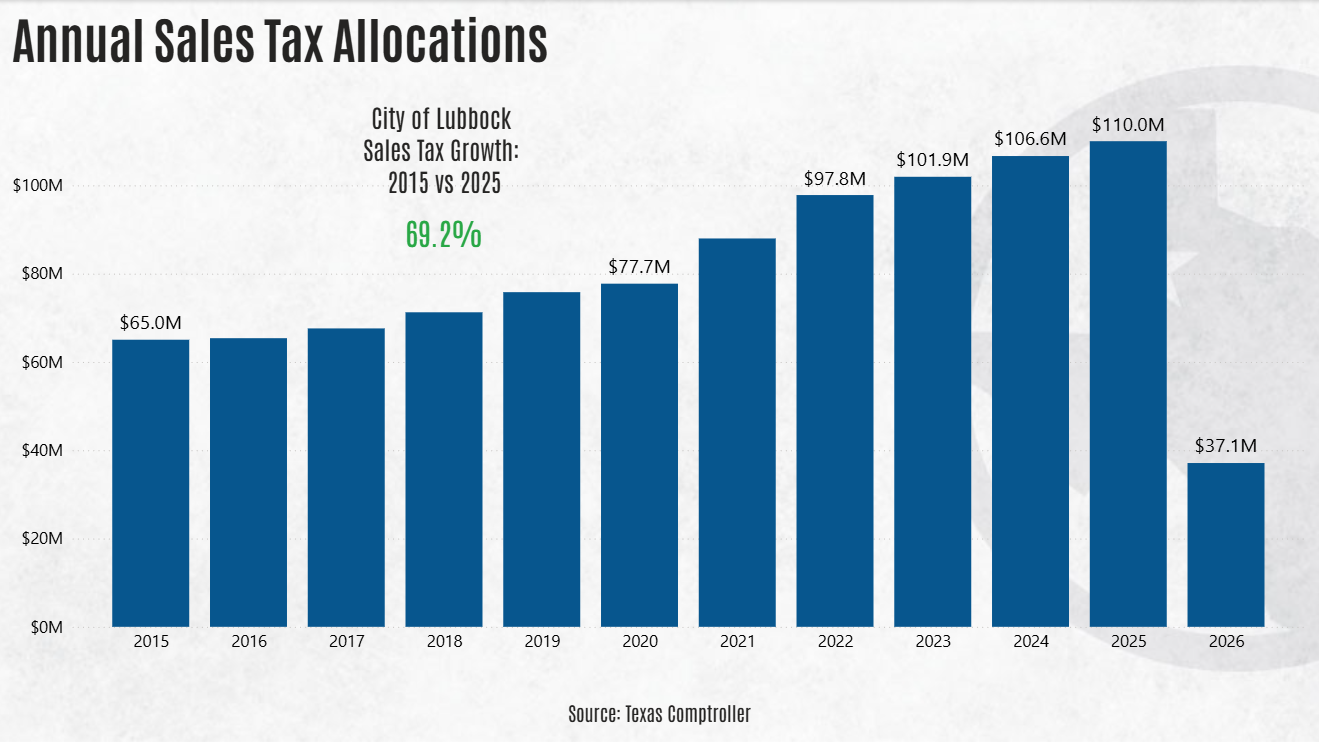 Annual Sales Tax Allocations
City of Lubbock
Sales Tax Growth:
2015 vs 2025
69.2%
$100M
$80M
$60M
$40M
$20M
$0M
$65.0M
$77.7M
$97.8M
$101.9M
$106.6M
$110.0M
$37.1M
2015
2016
2017
2018
2019
2020
2021
2022
2023
2024
2025
2026
Source: Texas Comptroller